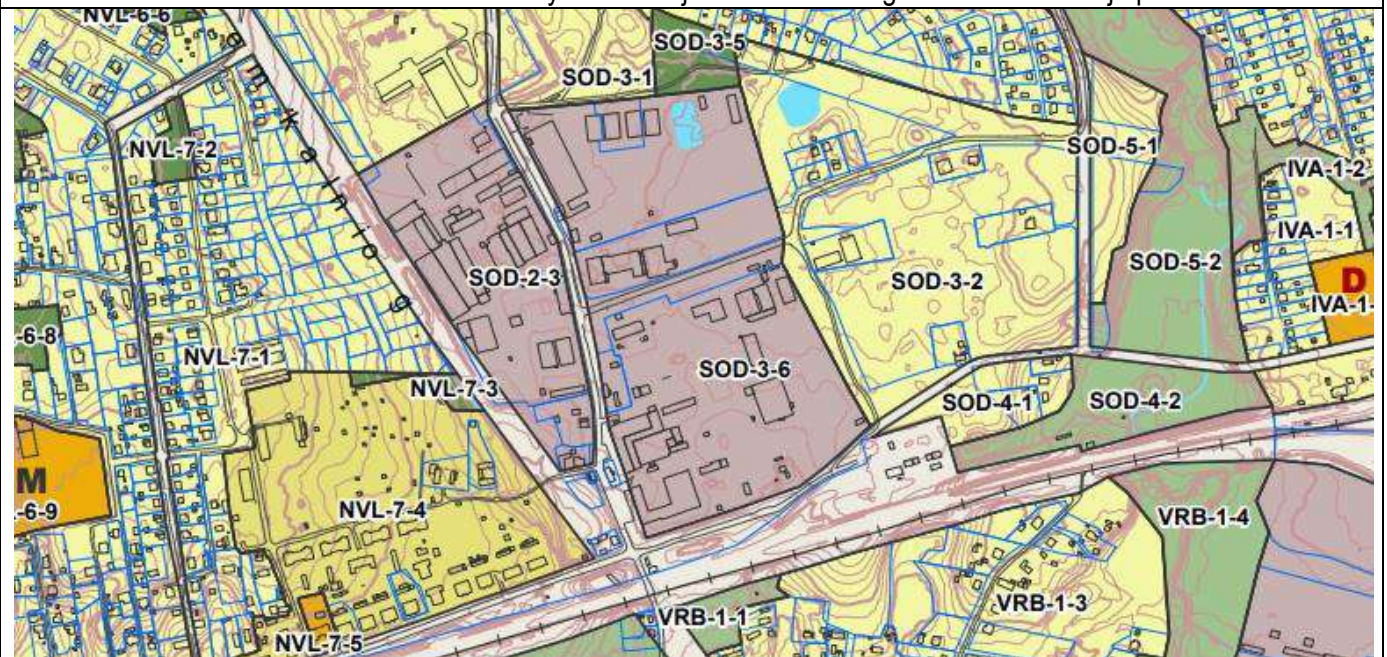 NVL-6-6
SOD-3-5
SOD-3-1
NVL-7-2
SOD-5-1
IVA-1-2
IVA-1-1
SOD-5-2
SOD-2-3
SOD-3-2
D
IVA-1-
-6-8
NVL-7-1
SOD-3-6
NVL-7-3
SOD-4-1
SOD-4-2
M
-6-9
NVL-7-4
VRB-1-4
VRB-1-3
VRB-1-1
NVL-7-5